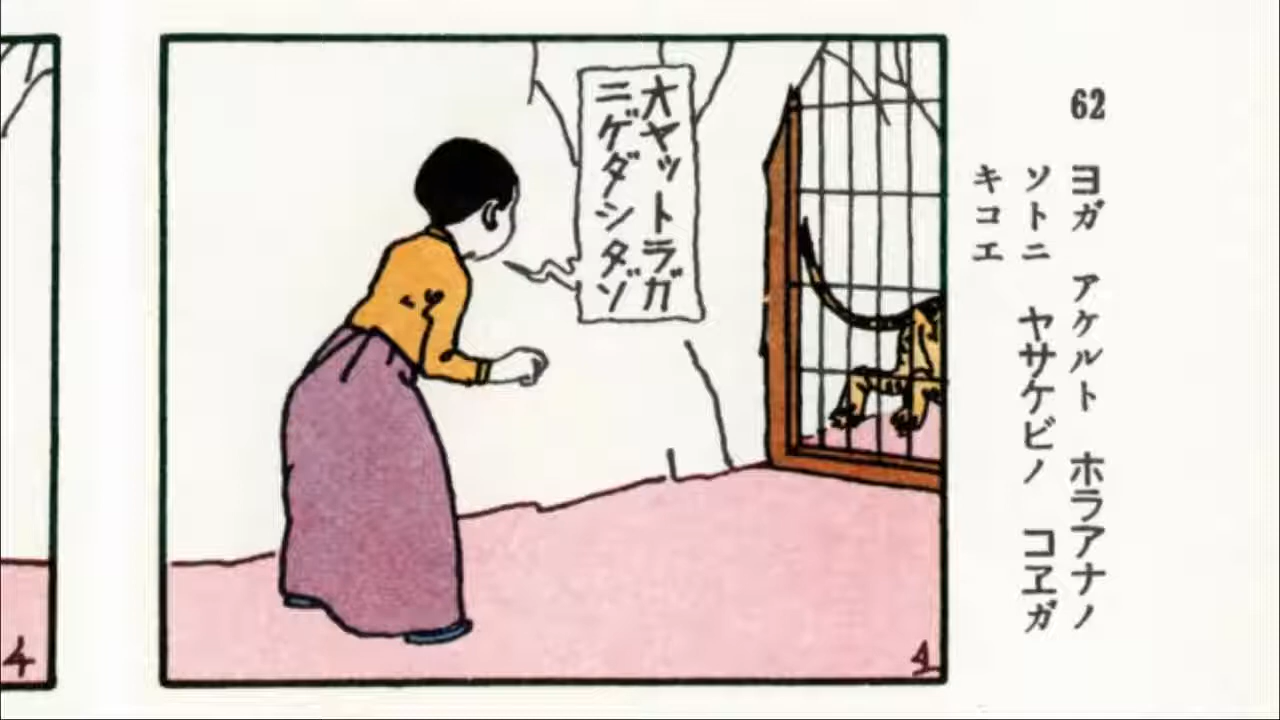 62
ヨガ アケルト ホラアナノ
ソトニ ヤサケビノ コヱガ
キコエ
大ヤットトラガ
ニゲダシタゾ
4
4